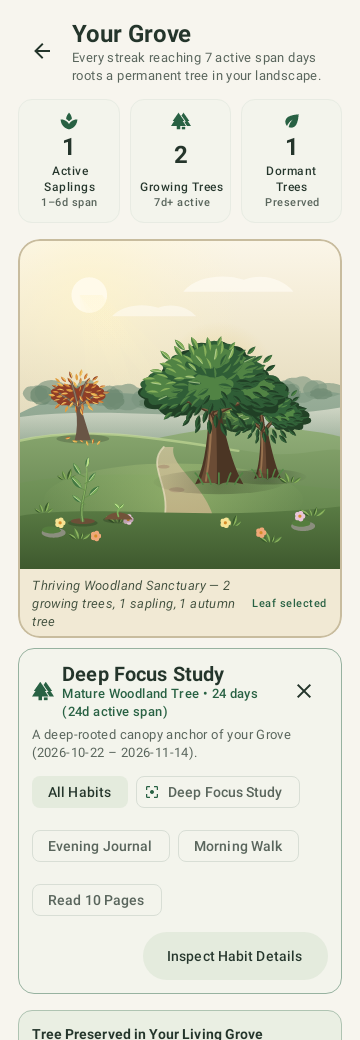 Your Grove
Every streak reaching 7 active span days
roots a permanent tree in your landscape.
1
Active
Saplings
1–6d span
2
Growing Trees
7d+ active
1
Dormant
Trees
Preserved
Thriving Woodland Sanctuary — 2
growing trees, 1 sapling, 1 autumn
tree
Leaf selected
Deep Focus Study
Mature Woodland Tree • 24 days
(24d active span)
A deep-rooted canopy anchor of your Grove
(2026-10-22 – 2026-11-14).
All Habits
Deep Focus Study
Evening Journal
Morning Walk
Read 10 Pages
Inspect Habit Details
Tree Preserved in Your Living Grove